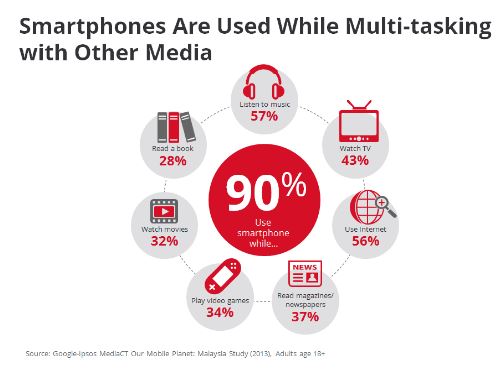 Smartphones Are Used While Multi-tasking
with Other Media
Listen to music
57%
Read a book
28%
Watch TV
43%
90%
Use
smartphone
while...
Watch movies
32%
Use Internet
56%
Play video games
34%
NEWS
Read magazines/
newspapers
37%
Source: Google-Ipsos MediaCT Our Mobile Planet: Malaysia Study (2013), Adults age 18+